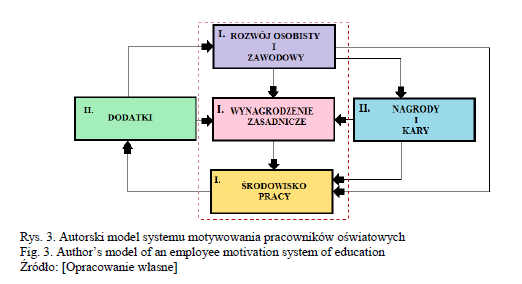 I. ROZWÓJ OSOBISTY
I
ZAWODOWY
II. DODATKI
I. WYNAGRODZENIE
ZASADNICZE
II. NAGRODY
I
KARY
I. ŚRODOWISKO
PRACY
Rys. 3. Autorski model systemu motywowania pracowników oświatowych
Fig. 3. Author's model of an employee motivation system of education
Źródło: [Opracowanie własne]